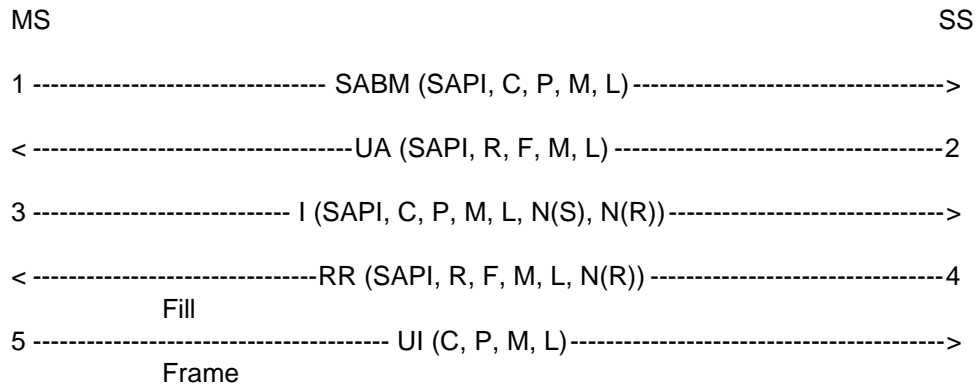 MS SS
1 --------------------------------- SABM (SAPI, C, P, M, L) -----------------------------------> 
< ------------------------------------UA (SAPI, R, F, M, L) -------------------------------------2
3 ----------------------------- I (SAPI, C, P, M, L, N(S), N(R))------------------------------->
< -----------------------------------RR (SAPI, R, F, M, L, N(R)) ---------------------------------4
Fill
5 ---------------------------------------- UI (C, P, M, L)------------------------------------------>
Frame